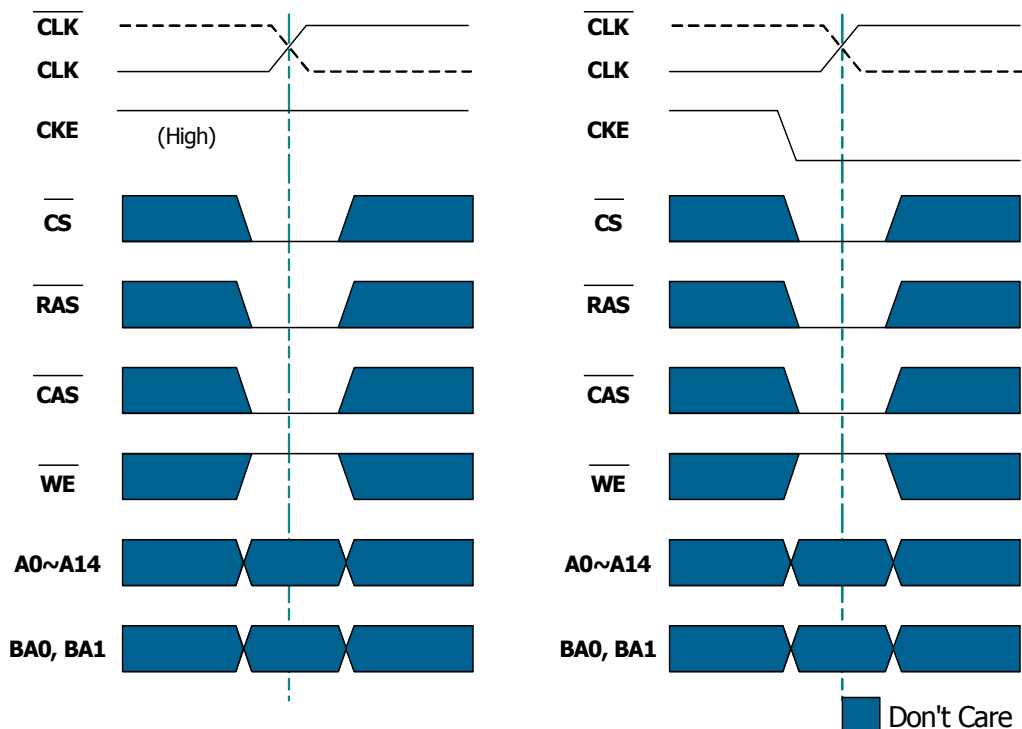 CLK CLK
CLK CLK
CKE (High) CKE
CS CS
RAS RAS
CAS CAS
WE WE
A0~A14 A0~A14
BA0, BA1 BA0, BA1
Don't Care